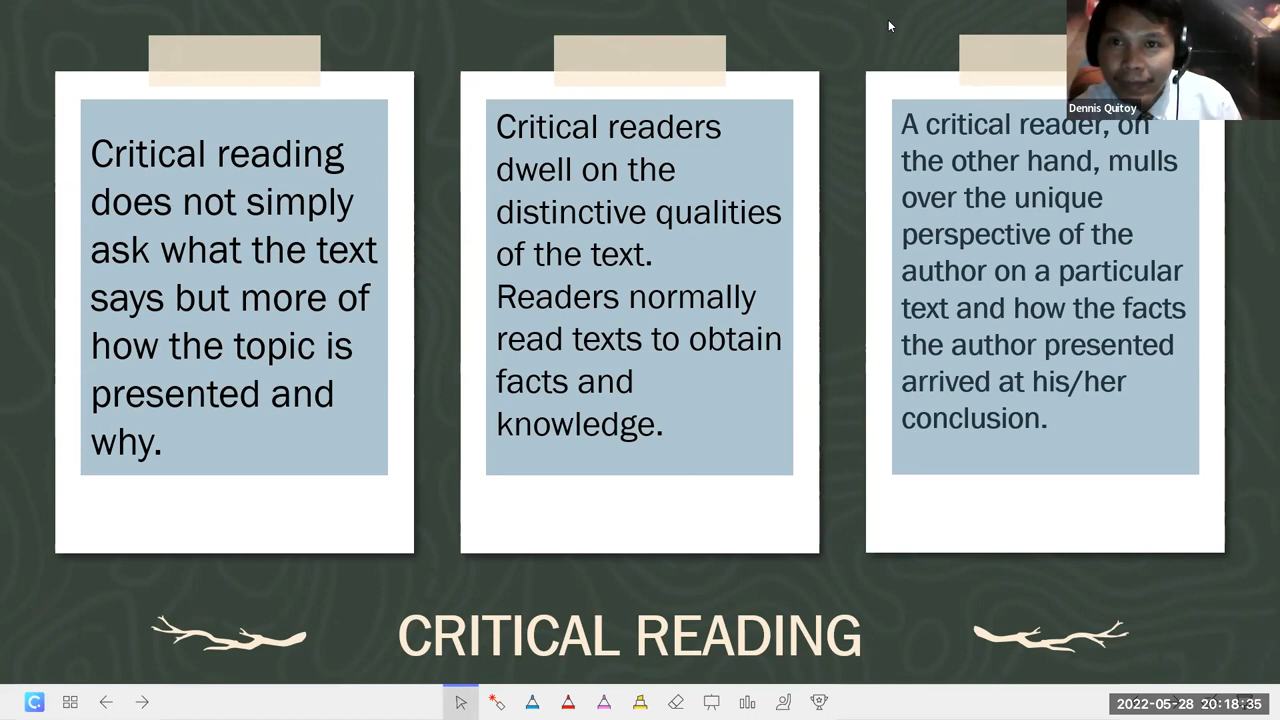 Critical reading
does not simply
ask what the text
says but more of
how the topic is
presented and
why.
Critical readers
dwell on the
distinctive qualities
of the text.
Readers normally
read texts to obtain
facts and
knowledge.
A critical reader, on
the other hand, mulls
over the unique
perspective of the
author on a particular
text and how the facts
the author presented
arrived at his/her
conclusion.
Dennis Quitoy
CRITICAL READING
2022-05-28 20:18:35